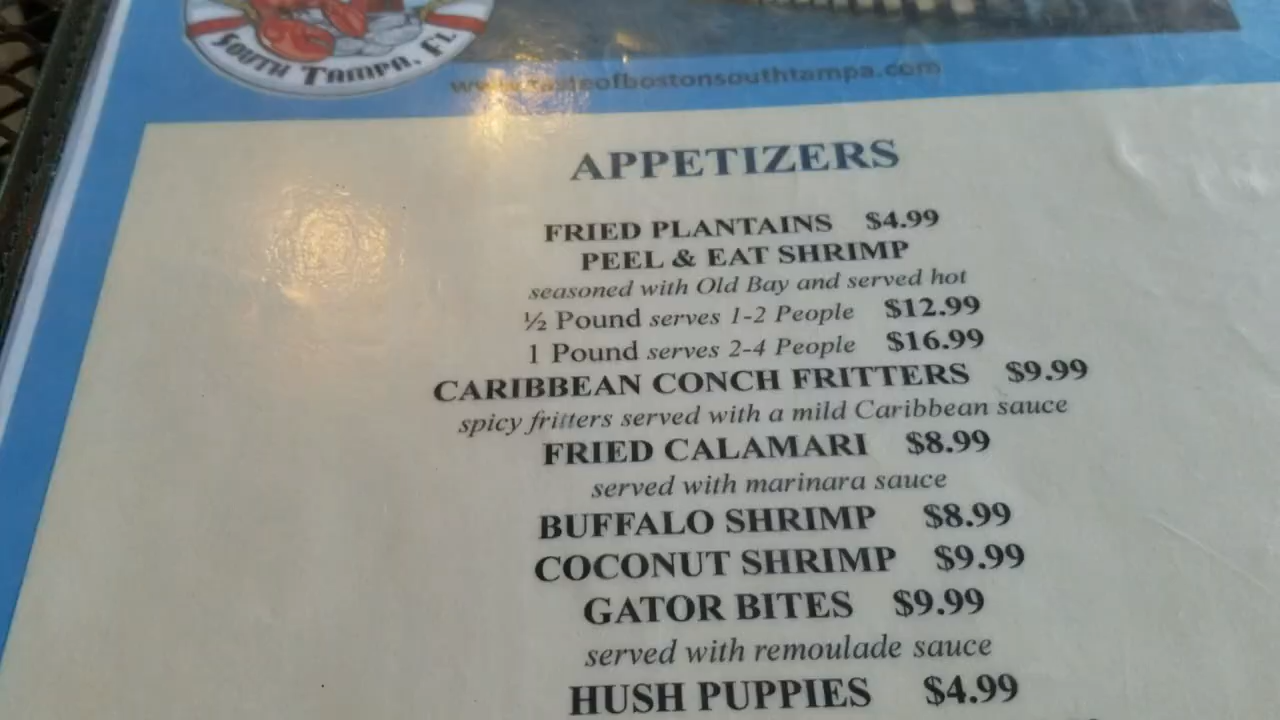 SOUTH TAMPA, FL
www.tasteofbostonsouthtampa.com
APPETIZERS
FRIED PLANTAINS $4.99
PEEL & EAT SHRIMP
seasoned with Old Bay and served hot
½ Pound serves 1-2 People $12.99
1 Pound serves 2-4 People $16.99
CARIBBEAN CONCH FRITTERS $9.99
spicy fritters served with a mild Caribbean sauce
FRIED CALAMARI $8.99
served with marinara sauce
BUFFALO SHRIMP $8.99
COCONUT SHRIMP $9.99
GATOR BITES $9.99
served with remoulade sauce
HUSH PUPPIES $4.99